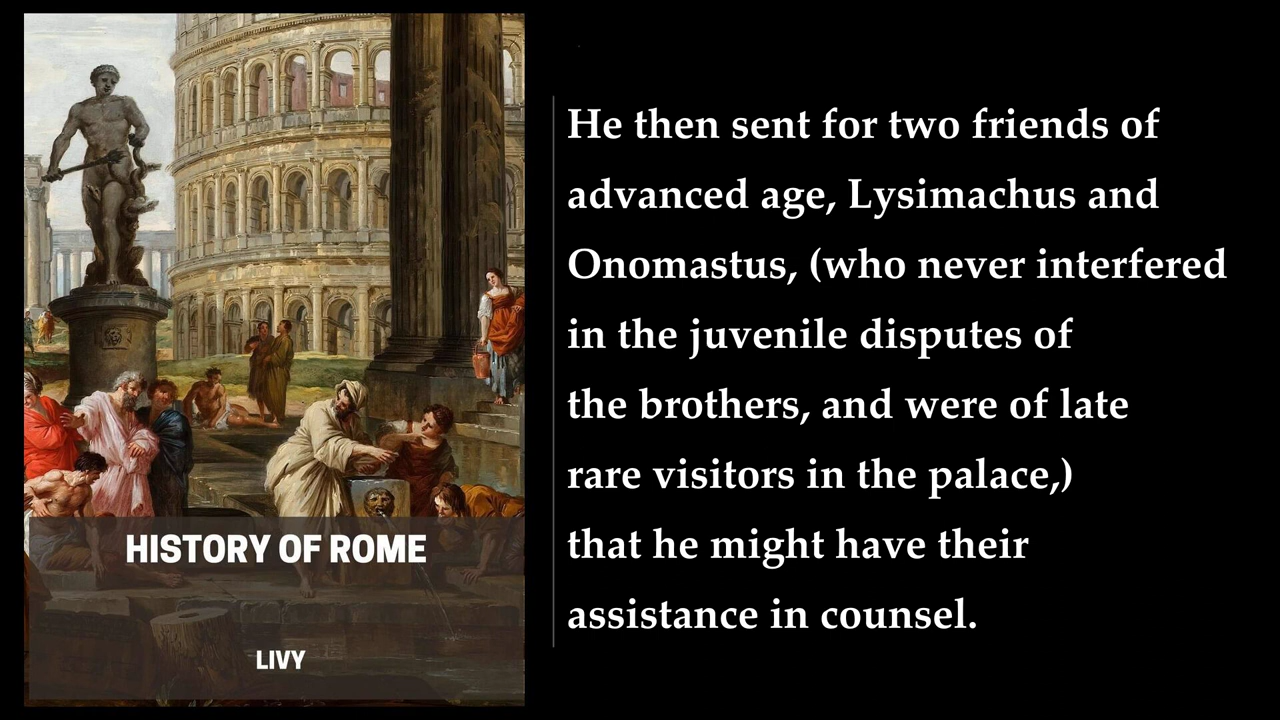 HISTORY OF ROME
LIVY
He then sent for two friends of
advanced age, Lysimachus and
Onomastus, (who never interfered
in the juvenile disputes of
the brothers, and were of late
rare visitors in the palace,)
that he might have their
assistance in counsel.